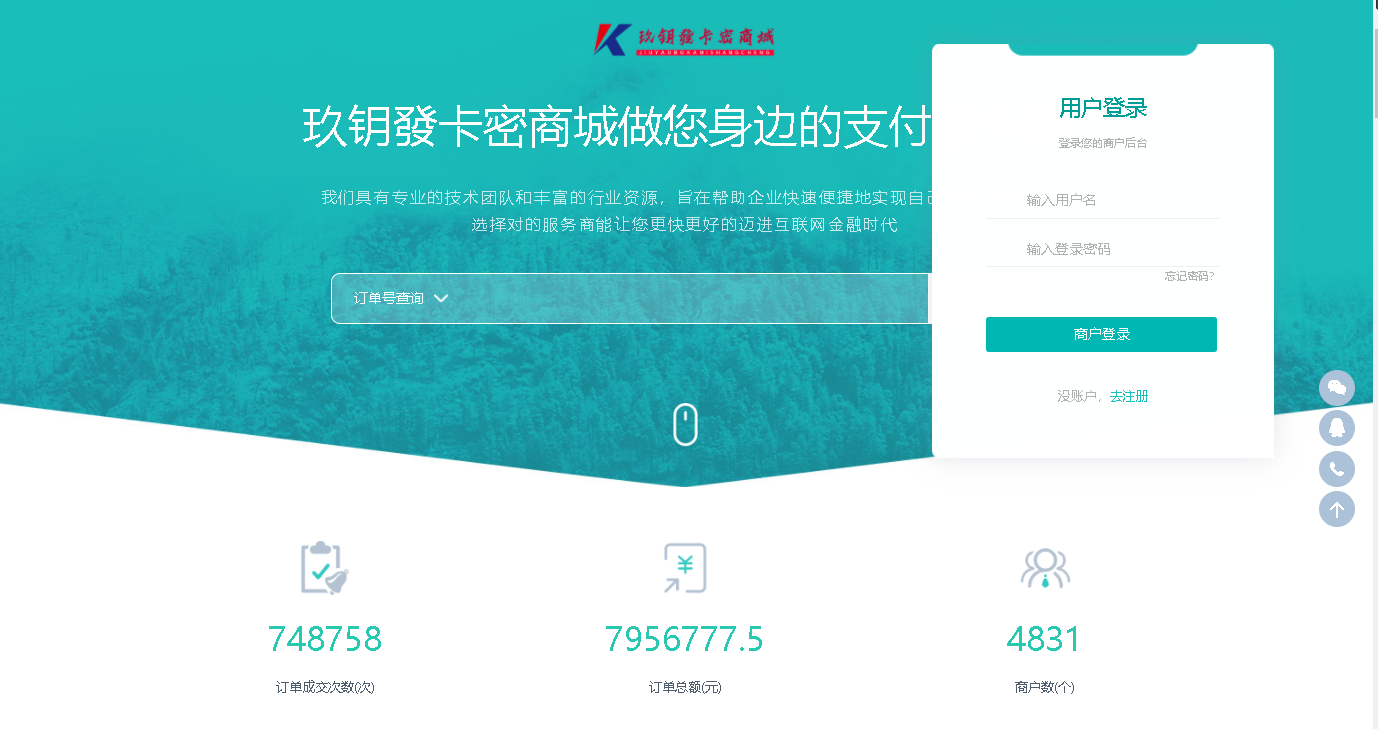 玖钥發卡密商城
JIUYAOBOKAMISHANGCHENG
玖钥發卡密商城做您身边的支付
我们具有专业的技术团队和丰富的行业资源，旨在帮助企业快速便捷地实现自己
选择对的服务商能让您更快更好的迈进互联网金融时代
订单号查询
用户登录
登录您的商户后台
输入用户名
输入登录密码
忘记密码?
商户登录
没账户，去注册
748758
7956777.5
4831
订单成交次数(次)
订单总额(元)
商户数(个)